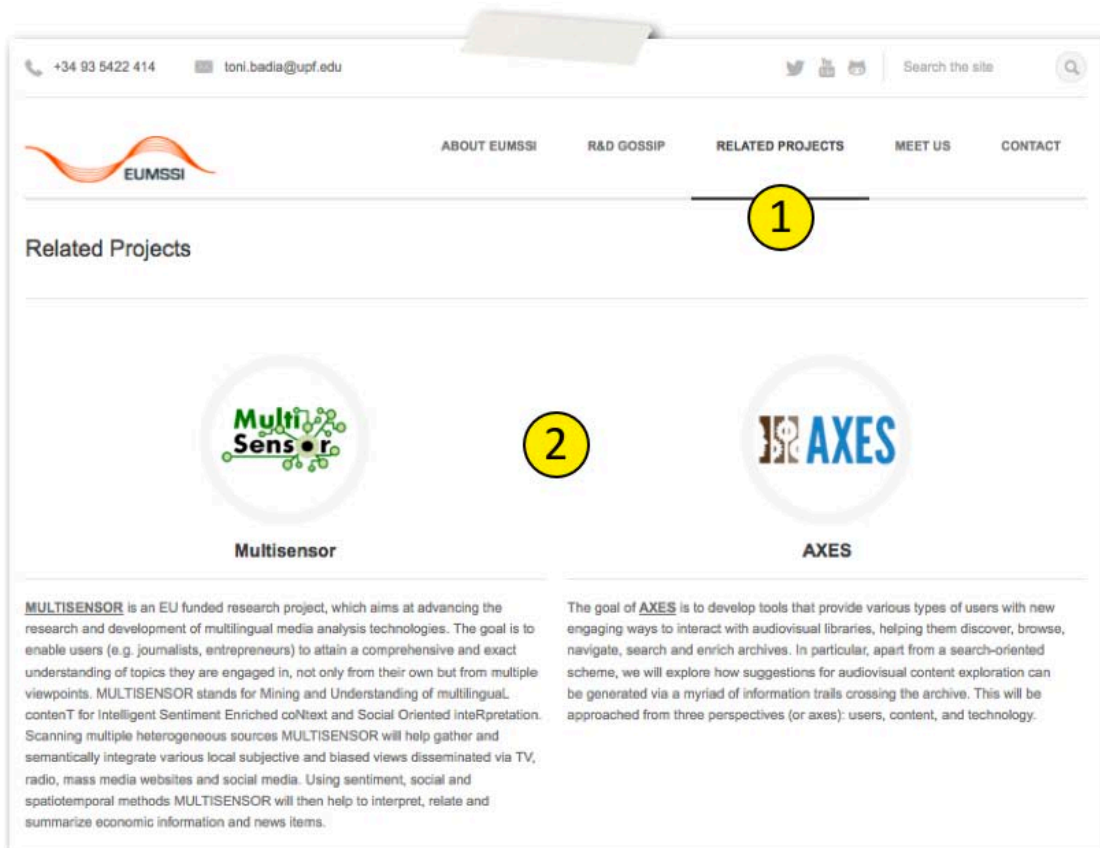 +34 93 5422 414 toni.badia@upf.edu Search the site
EUMSSI
ABOUT EUMSSI R&D GOSSIP RELATED PROJECTS MEET US CONTACT
1
Related Projects
Multi
Sensor
2
AXES
Multisensor
MULTISENSOR is an EU funded research project, which aims at advancing the
research and development of multilingual media analysis technologies. The goal is to
enable users (e.g. journalists, entrepreneurs) to attain a comprehensive and exact
understanding of topics they are engaged in, not only from their own but from multiple
viewpoints. MULTISENSOR stands for Mining and Understanding of multilinguaL
contenT for Intelligent Sentiment Enriched coNtext and Social Oriented inteRpretation.
Scanning multiple heterogeneous sources MULTISENSOR will help gather and
semantically integrate various local subjective and biased views disseminated via TV,
radio, mass media websites and social media. Using sentiment, social and
spatiotemporal methods MULTISENSOR will then help to interpret, relate and
summarize economic information and news items.
AXES
The goal of AXES is to develop tools that provide various types of users with new
engaging ways to interact with audiovisual libraries, helping them discover, browse,
navigate, search and enrich archives. In particular, apart from a search-oriented
scheme, we will explore how suggestions for audiovisual content exploration can
be generated via a myriad of information trails crossing the archive. This will be
approached from three perspectives (or axes): users, content, and technology.